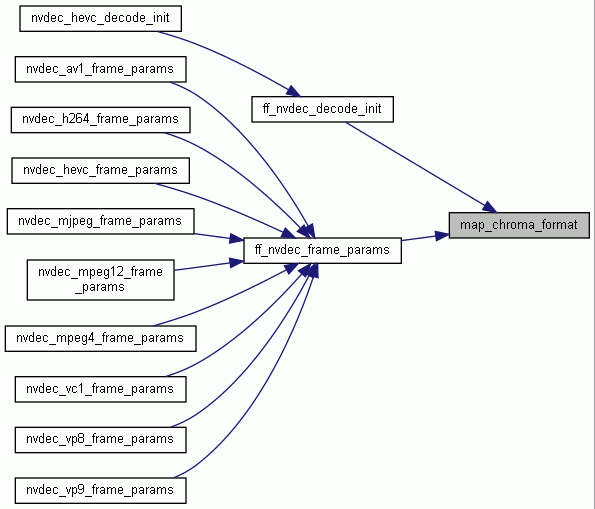 nvdec_hevc_decode_init
nvdec_av1_frame_params
ff_nvdec_decode_init
nvdec_h264_frame_params
nvdec_hevc_frame_params
nvdec_mjpeg_frame_params
map_chroma_format
ff_nvdec_frame_params
nvdec_mpeg12_frame
_params
nvdec_mpeg4_frame_params
nvdec_vc1_frame_params
nvdec_vp8_frame_params
nvdec_vp9_frame_params